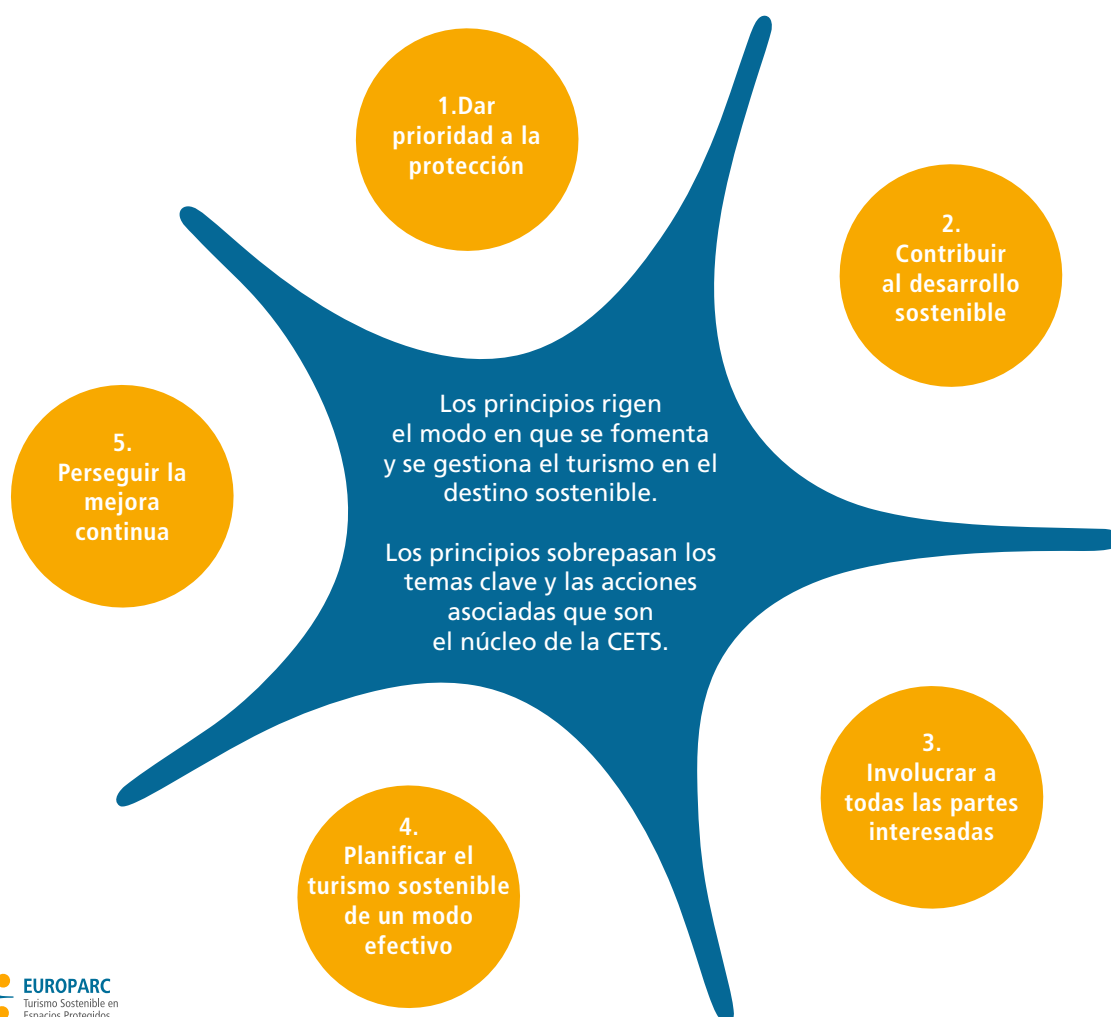 1.Dar
prioridad a la
protección
2.
Contribuir
al desarrollo
sostenible
Los principios rigen
el modo en que se fomenta
y se gestiona el turismo en el
destino sostenible.
Los principios sobrepasan los
temas clave y las acciones
asociadas que son
el núcleo de la CETS.
3.
Involucrar a
todas las partes
interesadas
4.
Planificar el
turismo sostenible
de un modo
efectivo
5.
Perseguir la
mejora
continua
EUROPARC
Turismo Sostenible en
Espacios Protegidos